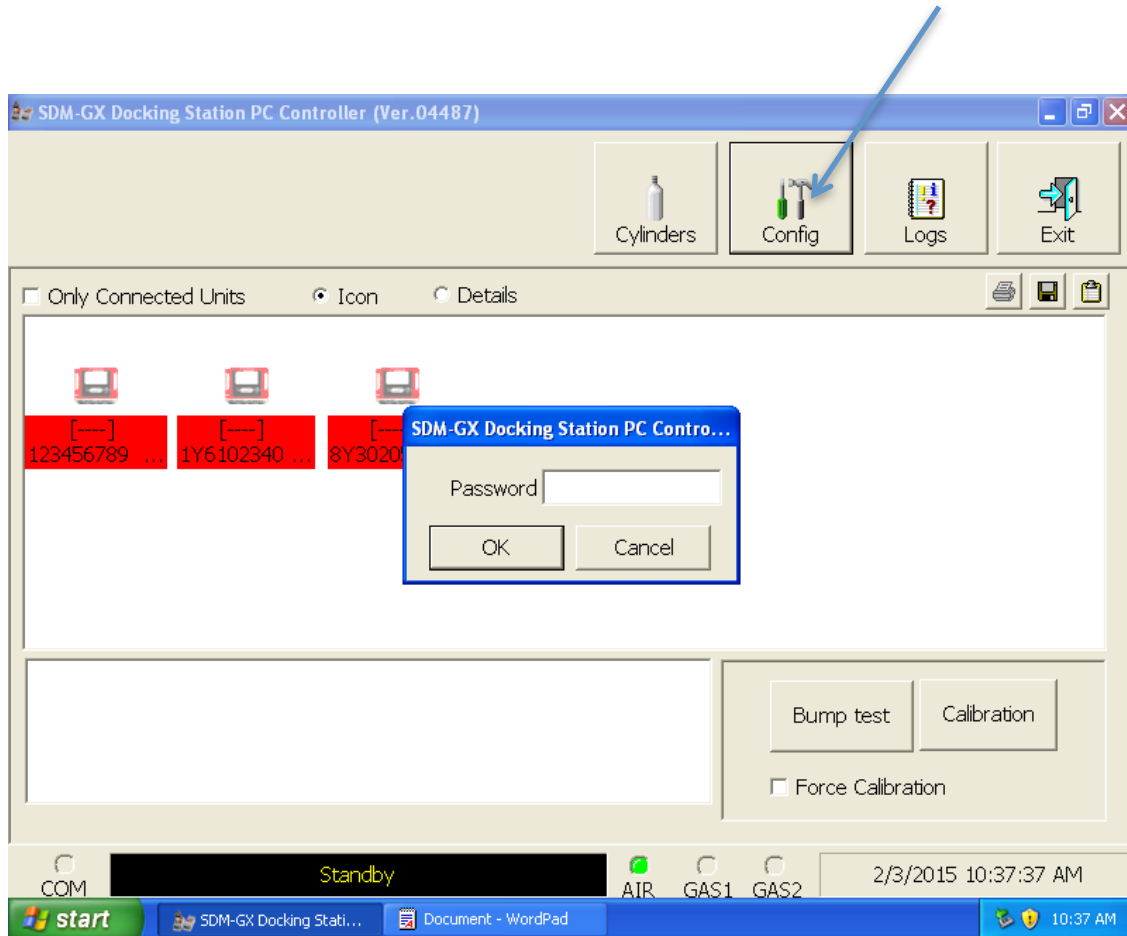 SDM-GX Docking Station PC Controller (Ver.04487)
Cylinders
Config
Logs
Exit
Only Connected Units
Icon
Details
[----]
[----]
[----
123456789 ...
1Y6102340 ...
8Y3020
SDM-GX Docking Station PC Contro...
Password
OK
Cancel
Bump test
Calibration
Force Calibration
COM
Standby
AIR
GAS1
GAS2
2/3/2015 10:37:37 AM
start
SDM-GX Docking Stati...
Document - WordPad
10:37 AM